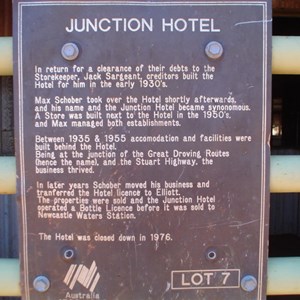 JUNCTION HOTEL
In return for a clearance of their debts to the
Storekeeper, Jack Sargeant, creditors built the
Hotel for him in the early 1930's.
Max Schober took over the Hotel shortly afterwards,
and his name and the Junction Hotel became synonomous.
A Store was built next to the Hotel in the 1950's,
and Max managed both establishments.
Between 1935 & 1955 accomodation and facilities were
built behind the Hotel.
Being at the junction of the Great Droving Routes
(hence the name), and the Stuart Highway, the
business thrived.
In later years Schober moved his business and
tranferred the Hotel licence to Elliott.
The properties were sold and the Junction Hotel
operated a Bottle Licence before it was sold to
Newcastle Waters Station.
The Hotel was closed down in 1976.
Australia
LOT 7